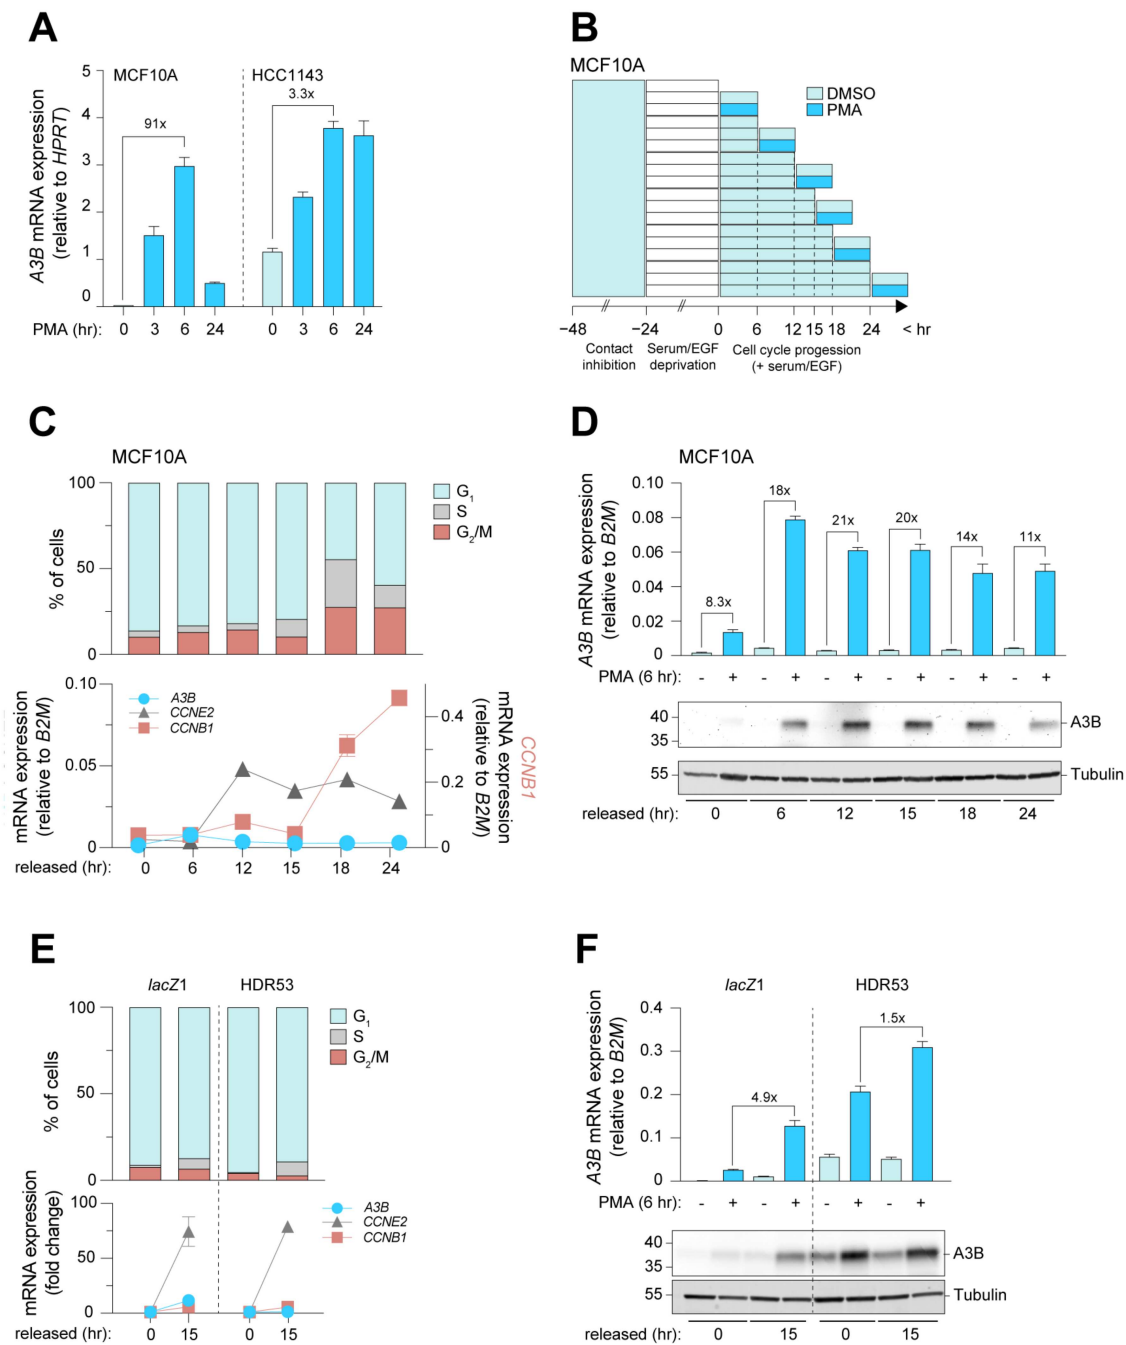 A
MCF10A
HCC1143
A3B mRNA expression
(relative to HPRT)
5
4
3
2
1
0
91x
3.3x
PMA (hr): 0 3 6 24 0 3 6 24
B
MCF10A
DMSO
PMA
−48 −24 0 6 12 15 18 24 < hr
Contact
inhibition
Serum/EGF
deprivation
Cell cycle progession
(+ serum/EGF)
C
MCF10A
% of cells
100
50
0
G1
S
G2/M
mRNA expression
(relative to B2M)
0.10
0.05
0
A3B
CCNE2
CCNB1
0.4
0.2
0
CCNB1
mRNA expression
(relative to B2M)
released (hr): 0 6 12 15 18 24
D
MCF10A
A3B mRNA expression
(relative to B2M)
0.10
0.08
0.06
0.04
0.02
0
8.3x
18x
21x
20x
14x
11x
PMA (6 hr): - + - + - + - + - + - +
40
35
A3B
55
Tubulin
released (hr): 0 6 12 15 18 24
E
lacZ1
HDR53
% of cells
100
50
0
G1
S
G2/M
mRNA expression
(fold change)
100
50
0
A3B
CCNE2
CCNB1
released (hr): 0 15 0 15
F
lacZ1
HDR53
A3B mRNA expression
(relative to B2M)
0.4
0.3
0.2
0.1
0
4.9x
1.5x
PMA (6 hr): - + - + - + - +
40
35
A3B
55
Tubulin
released (hr): 0 15 0 15